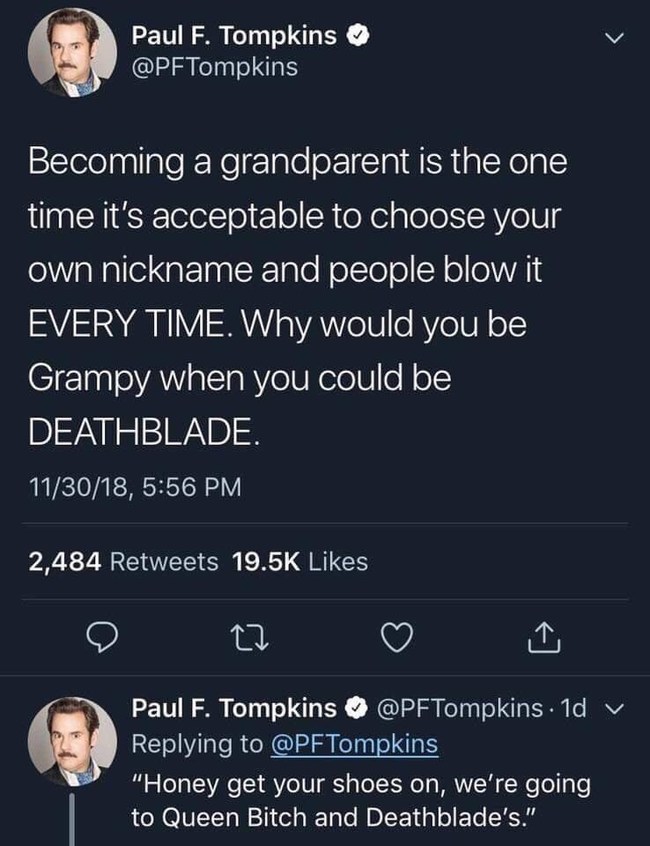 Paul F. Tompkins
@PFTompkins
Becoming a grandparent is the one
time it's acceptable to choose your
own nickname and people blow it
EVERY TIME. Why would you be
Grampy when you could be
DEATHBLADE.
11/30/18, 5:56 PM
2,484 Retweets 19.5K Likes
Paul F. Tompkins @PFTompkins · 1d
Replying to @PFTompkins
"Honey get your shoes on, we're going
to Queen Bitch and Deathblade's."